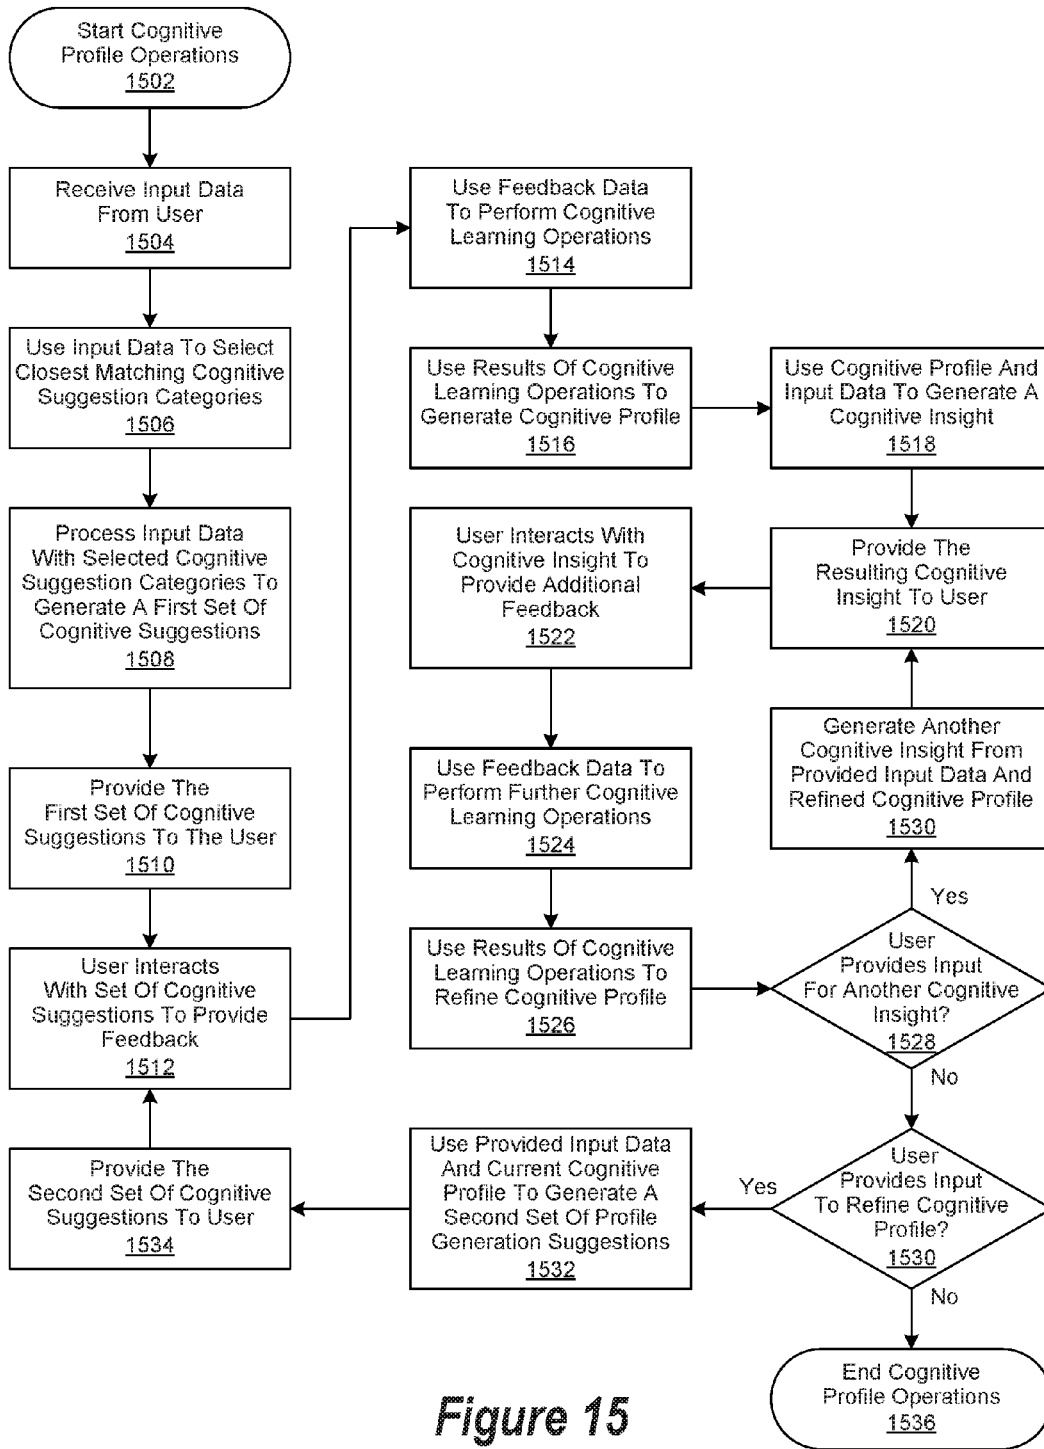 Start Cognitive
Profile Operations
1502
Receive Input Data
From User
1504
Use Input Data To Select
Closest Matching Cognitive
Suggestion Categories
1506
Process Input Data
With Selected Cognitive
Suggestion Categories To
Generate A First Set Of
Cognitive Suggestions
1508
Provide The
First Set Of Cognitive
Suggestions To The User
1510
User Interacts
With Set Of Cognitive
Suggestions To Provide
Feedback
1512
Use Feedback Data
To Perform Cognitive
Learning Operations
1514
Use Results Of Cognitive
Learning Operations To
Generate Cognitive Profile
1516
Use Cognitive Profile And
Input Data To Generate A
Cognitive Insight
1518
Provide The
Resulting Cognitive
Insight To User
1520
User Interacts With
Cognitive Insight To
Provide Additional
Feedback
1522
Use Feedback Data To
Perform Further Cognitive
Learning Operations
1524
Use Results Of Cognitive
Learning Operations To
Refine Cognitive Profile
1526
User
Provides Input
For Another Cognitive
Insight?
1528
Yes
Generate Another
Cognitive Insight From
Provided Input Data And
Refined Cognitive Profile
1530
No
User
Provides Input
To Refine Cognitive
Profile?
1530
Yes
Use Provided Input Data
And Current Cognitive
Profile To Generate A
Second Set Of Profile
Generation Suggestions
1532
Provide The
Second Set Of Cognitive
Suggestions To User
1534
No
End Cognitive
Profile Operations
1536
Figure 15